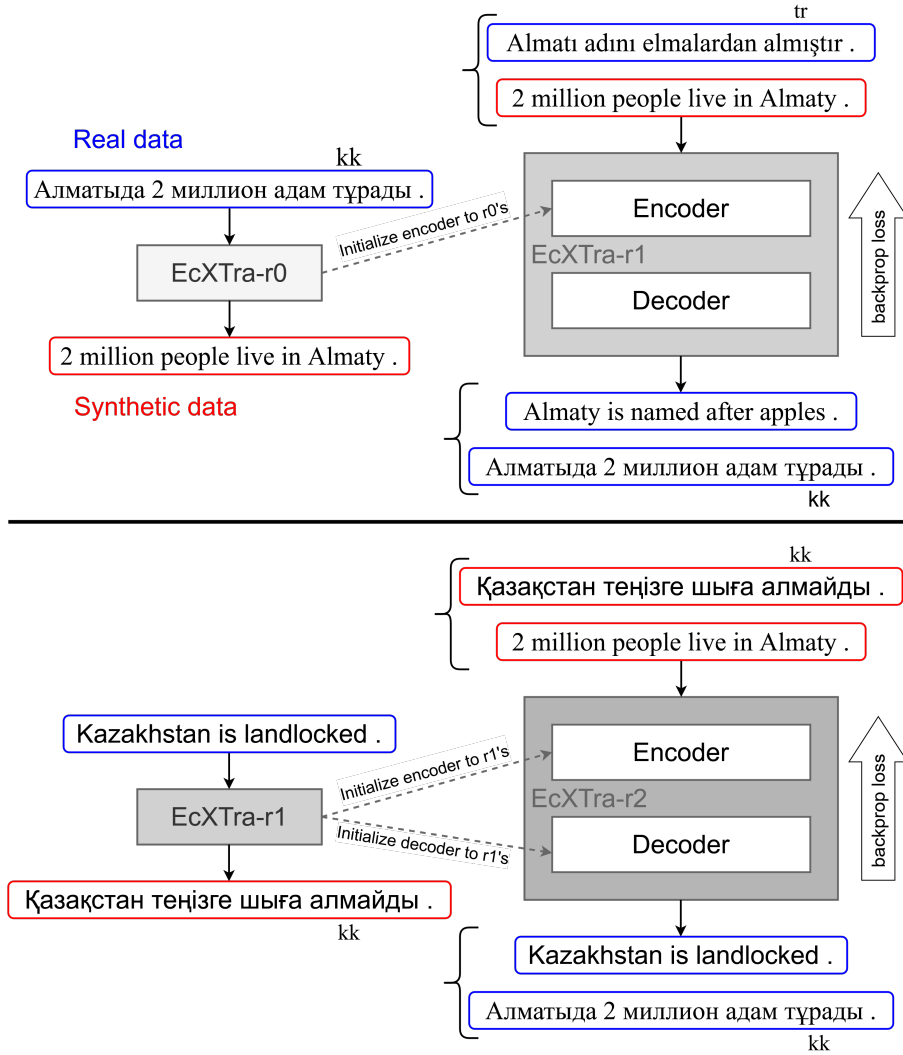 tr
Almatı adını elmalardan almıştır .
2 million people live in Almaty .
Real data
kk
Алматыда 2 миллион адам тұрады .
Initialize encoder to r0's
EcXTra-r0
2 million people live in Almaty .
Synthetic data
Encoder
EcXTra-r1
Decoder
backprop loss
Almaty is named after apples .
Алматыда 2 миллион адам тұрады .
kk
kk
Қазақстан теңізге шыға алмайды .
2 million people live in Almaty .
Kazakhstan is landlocked .
Initialize encoder to r1's
EcXTra-r1
Initialize decoder to r1's
Қазақстан теңізге шыға алмайды .
kk
Encoder
EcXTra-r2
Decoder
backprop loss
Kazakhstan is landlocked .
Алматыда 2 миллион адам тұрады .
kk